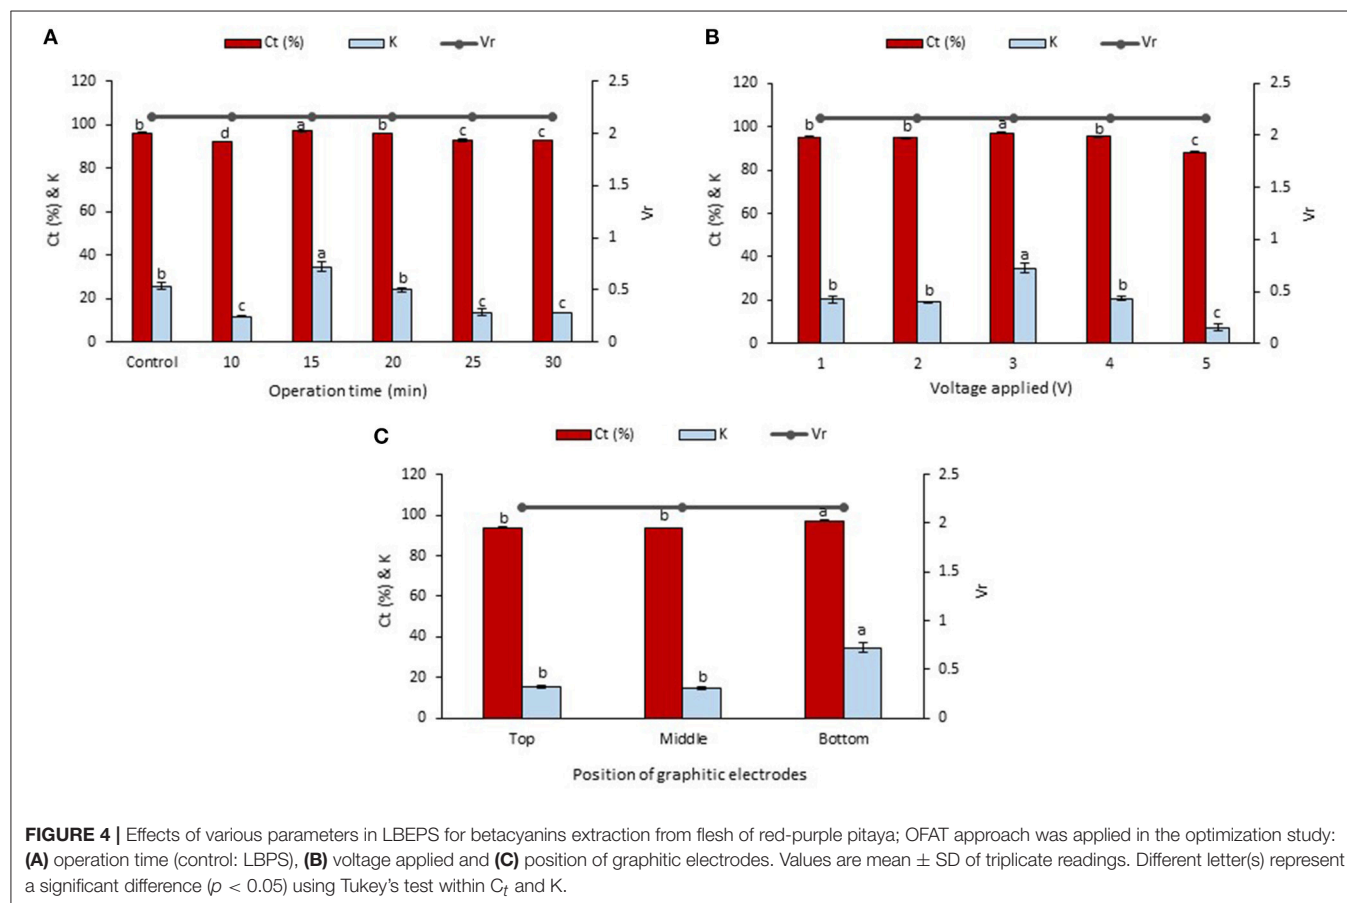 A
Ct (%) K Vr
120 2.5
b d a b c c
100 2
80
Ct (%) & K
1.5
60
Vr
1
40
a
b b
0.5
20
c c c
0 0
Control 10 15 20 25 30
Operation time (min)
B
Ct (%) K Vr
120 2.5
b b a b c
100 2
80
Ct (%) & K
1.5
60
Vr
1
40
a
b b b
0.5
20
c
0 0
1 2 3 4 5
Voltage applied (V)
C
Ct (%) K Vr
120 2.5
b b a
100 2
80
Ct (%) & K
1.5
60
Vr
1
40
a
b b
0.5
20
0 0
Top Middle Bottom
Position of graphitic electrodes
FIGURE 4 | Effects of various parameters in LBEPS for betacyanins extraction from flesh of red-purple pitaya; OFAT approach was applied in the optimization study:
(A) operation time (control: LBPS), (B) voltage applied and (C) position of graphitic electrodes. Values are mean ± SD of triplicate readings. Different letter(s) represent
a significant difference (p < 0.05) using Tukey's test within Ct and K.